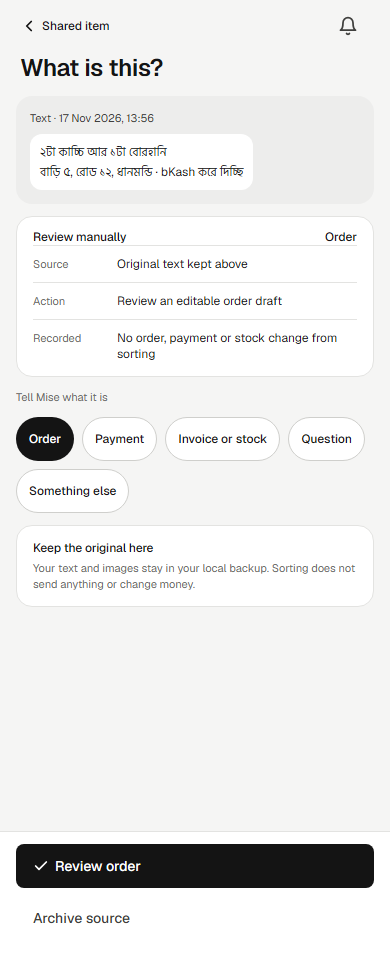 Shared item
What is this?
Text · 17 Nov 2026, 13:56
২টা কাচ্চি আর ১টা বোরহানি
বাড়ি ৫, রোড ১২, ধানমন্ডি · bKash করে দিচ্ছি
Review manually Order
Source Original text kept above
Action Review an editable order draft
Recorded No order, payment or stock change from
sorting
Tell Mise what it is
Order Payment Invoice or stock Question
Something else
Keep the original here
Your text and images stay in your local backup. Sorting does not
send anything or change money.
Review order
Archive source